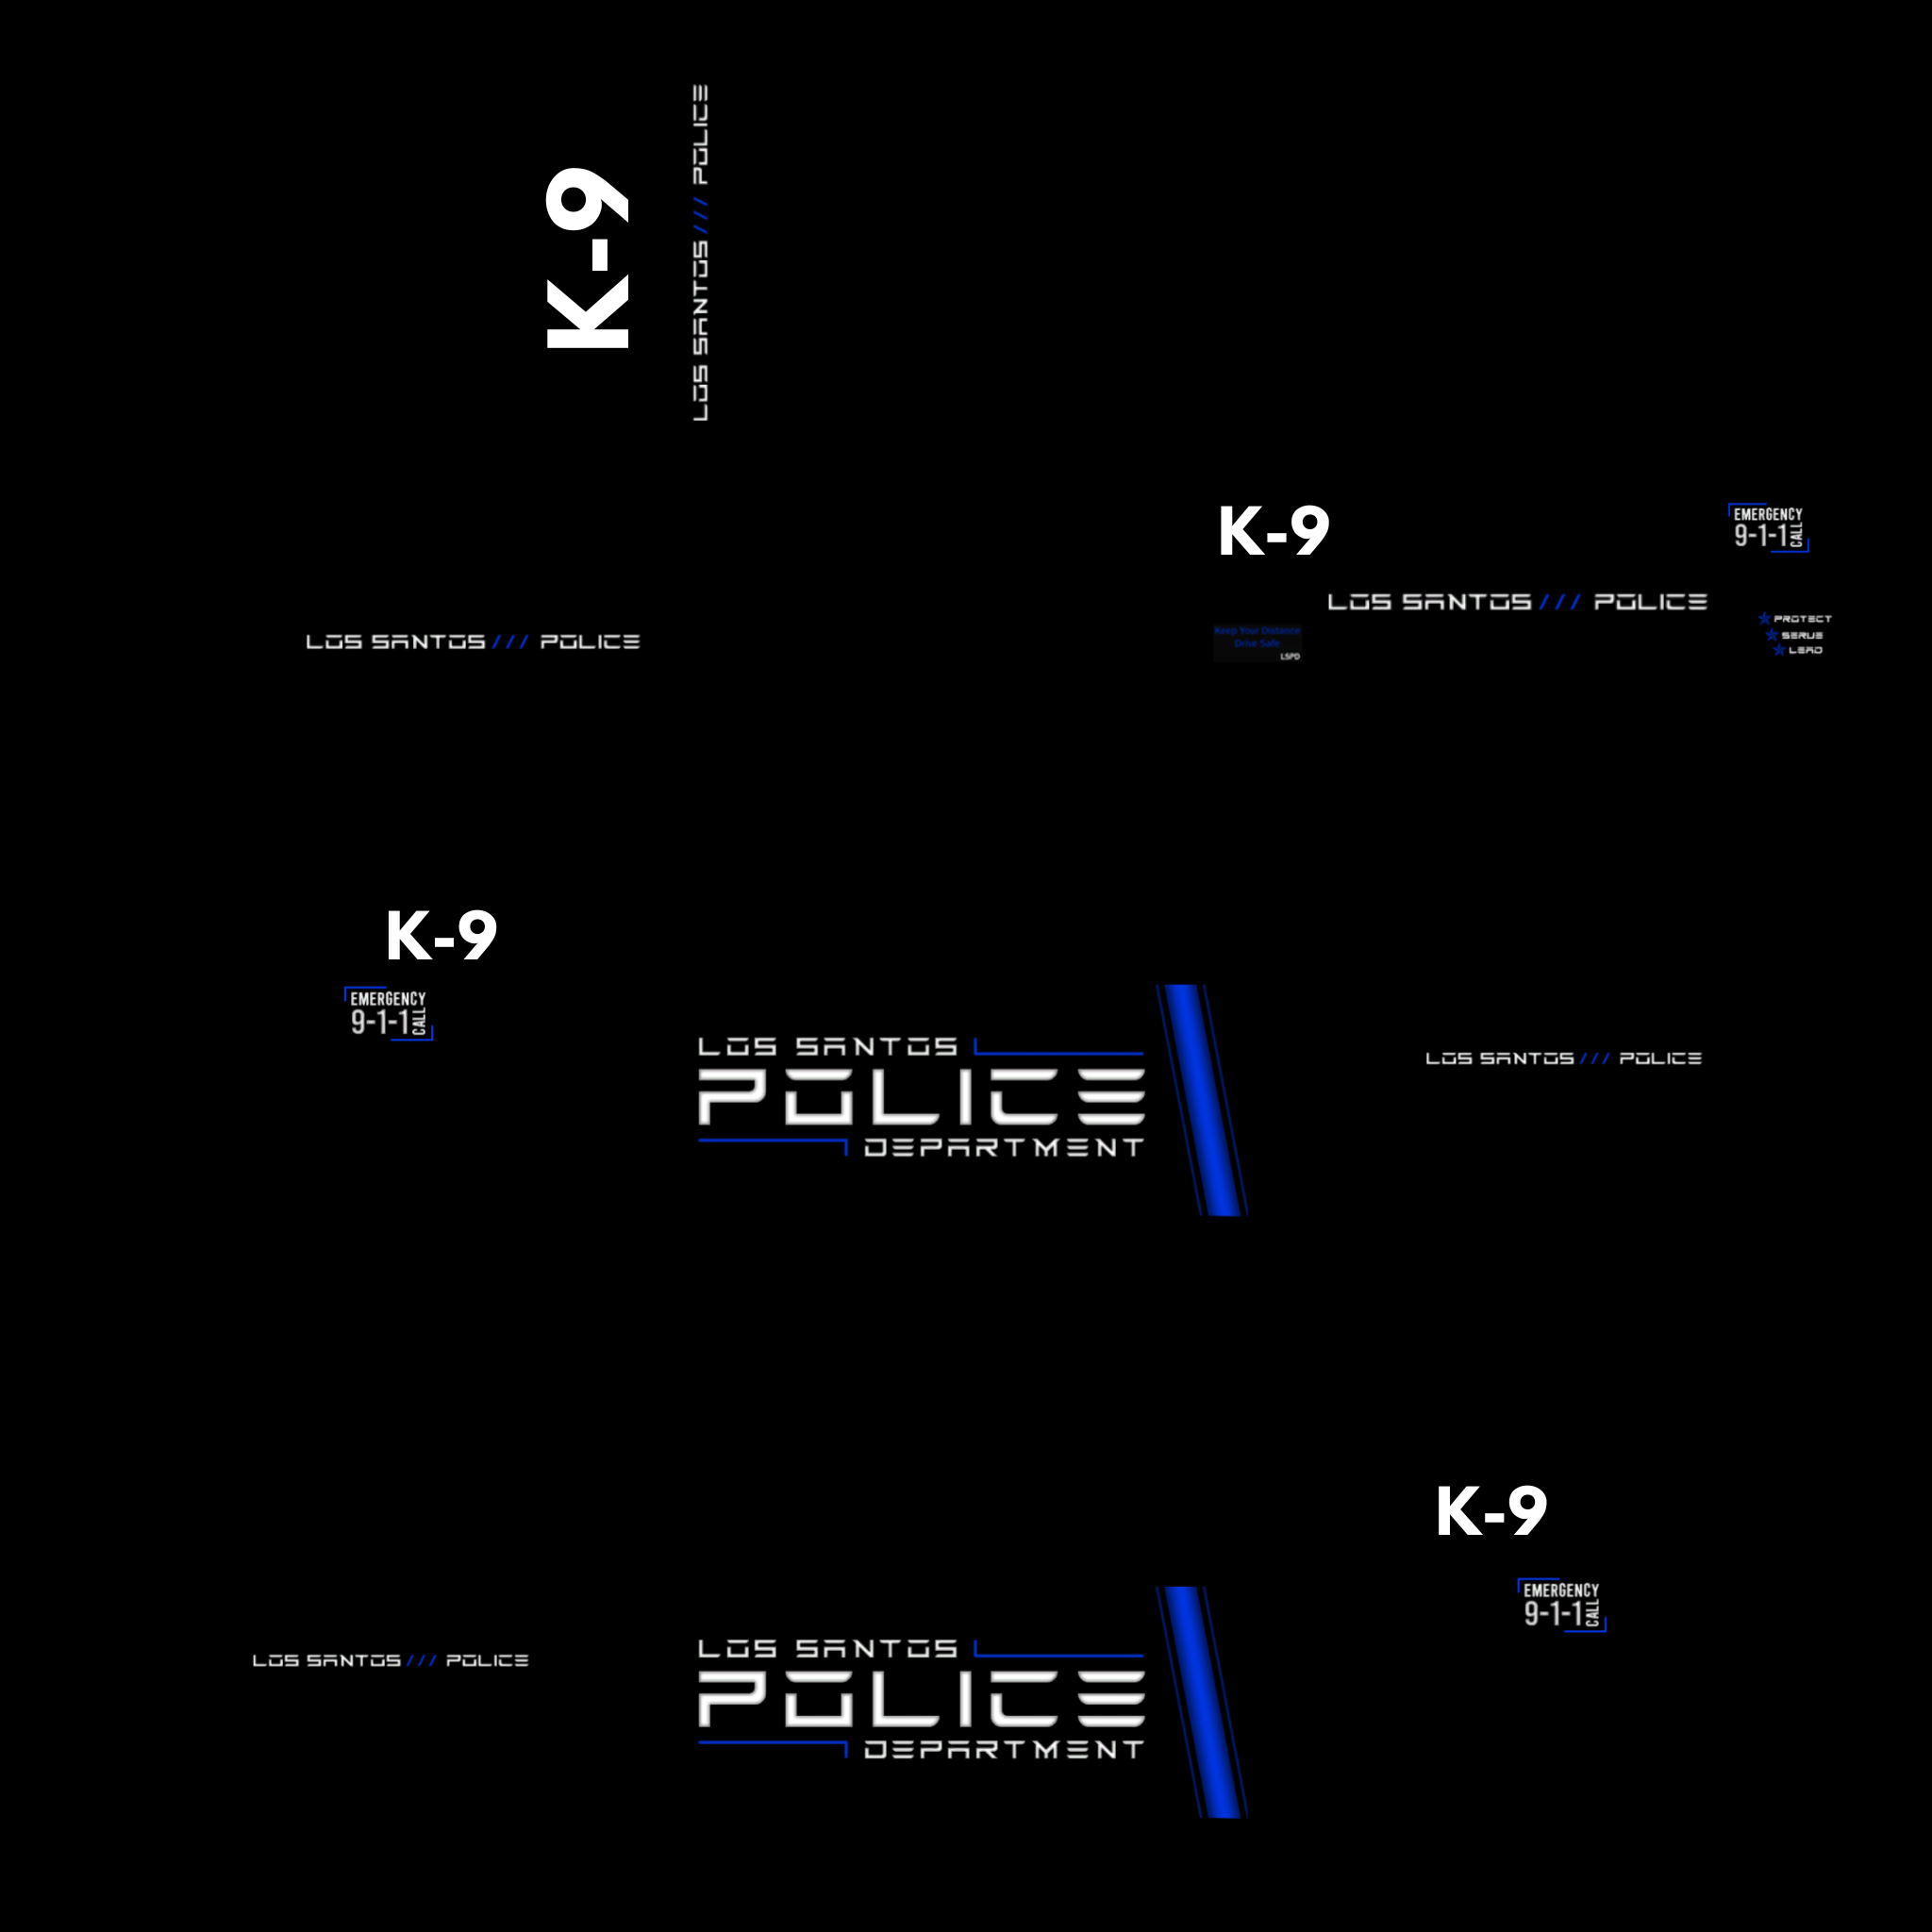 K-9
LOS SANTOS /// POLICE
K-9
EMERGENCY
9-1-1 CALL
LOS SANTOS /// POLICE
PROTECT
Keep Your Distance
Drive Safe
LSPD
LOS SANTOS /// POLICE
SERVE
LEAD
K-9
EMERGENCY
9-1-1 CALL
LOS SANTOS
POLICE
DEPARTMENT
LOS SANTOS /// POLICE
K-9
EMERGENCY
9-1-1 CALL
LOS SANTOS /// POLICE
LOS SANTOS
POLICE
DEPARTMENT